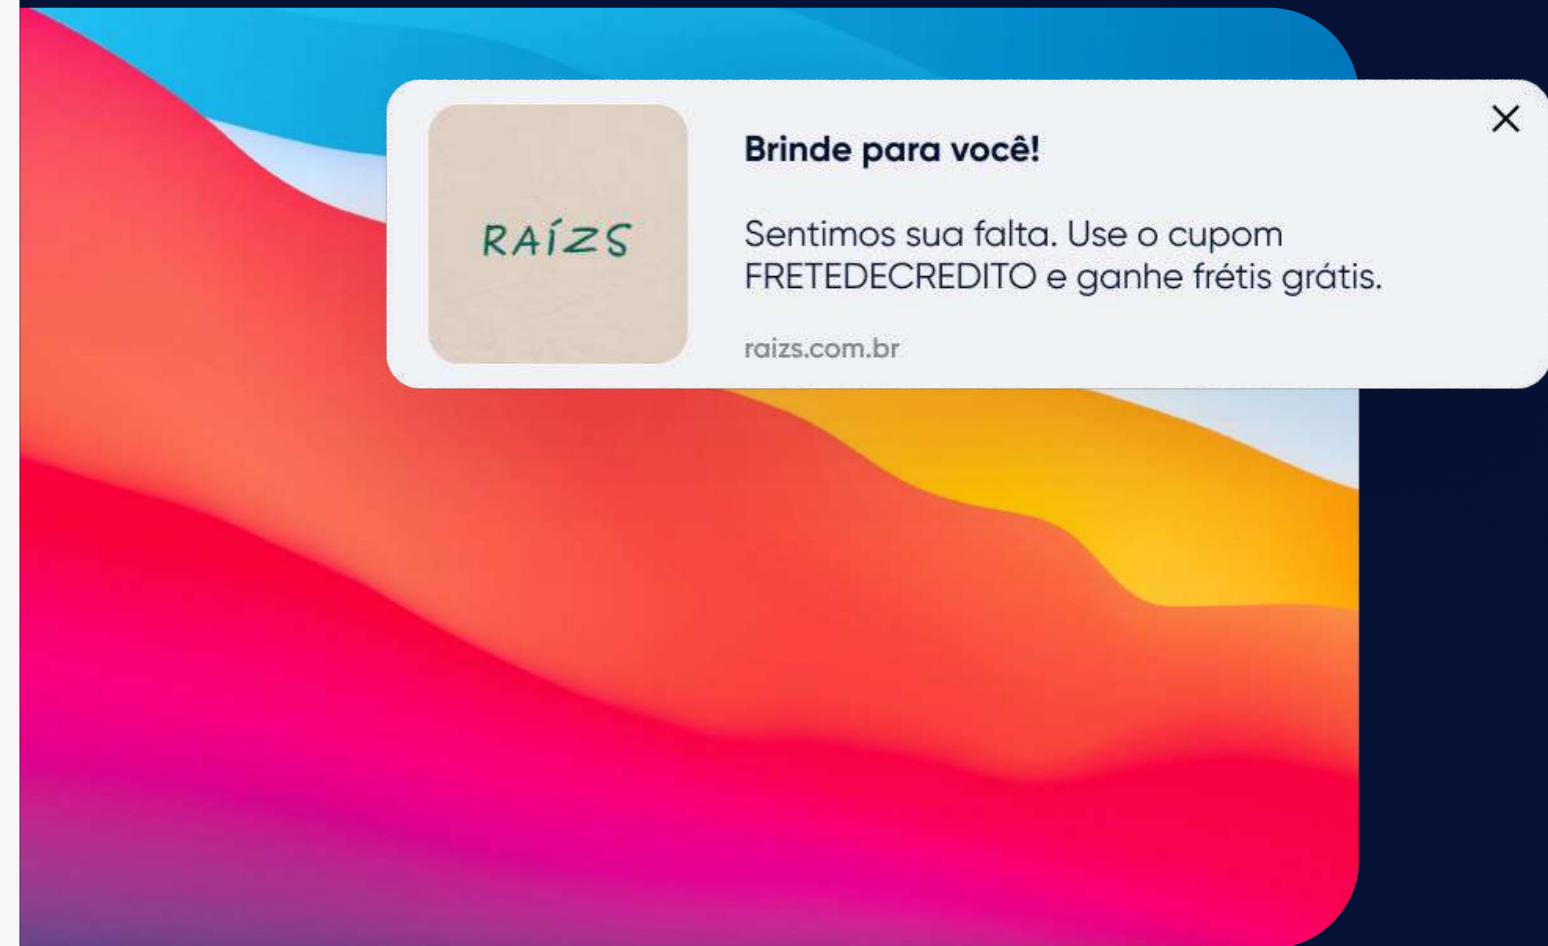 RAÍZS
Brinde para você!
Sentimos sua falta. Use o cupom
FRETEDECREDITO e ganhe frétis grátis.
raizs.com.br